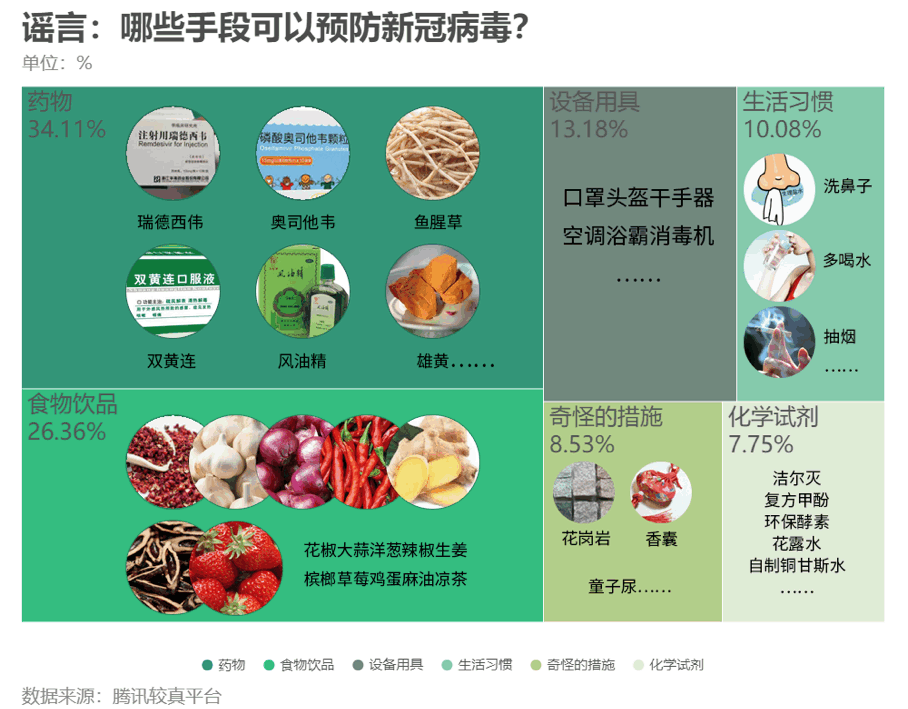 谣言：哪些手段可以预防新冠病毒？
单位：%
药物
34.11%
注射用瑞德西韦
Remdesivir for Injection
磷酸奥司他韦颗粒
Oseltamivir Phosphate Granules
瑞德西伟
奥司他韦
鱼腥草
双黄连口服液
风油精
双黄连
风油精
雄黄……
设备用具
13.18%
口罩头盔干手器
空调浴霸消毒机
……
生活习惯
10.08%
洗鼻子
多喝水
抽烟
……
食物饮品
26.36%
花椒大蒜洋葱辣椒生姜
槟榔草莓鸡蛋麻油凉茶
奇怪的措施
8.53%
花岗岩
香囊
童子尿……
化学试剂
7.75%
洁尔灭
复方甲酚
环保酵素
花露水
自制铜甘斯水
……
药物
食物饮品
设备用具
生活习惯
奇怪的措施
化学试剂
数据来源：腾讯较真平台